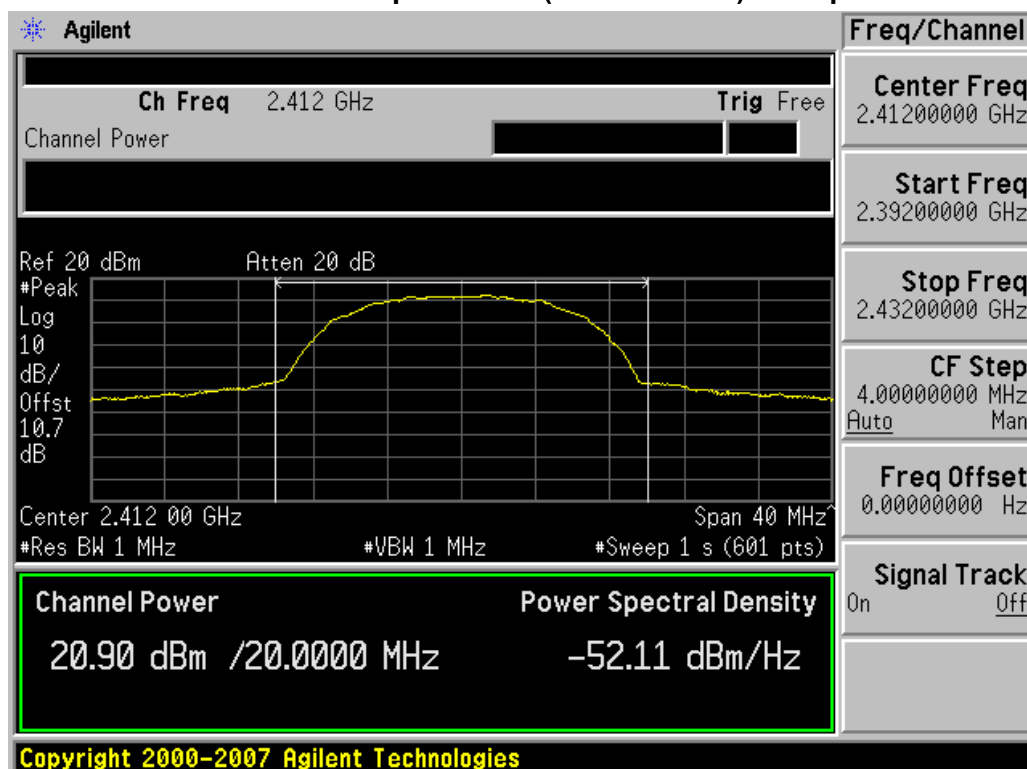 Agilent
Freq/Channel
Ch Freq 2.412 GHz Trig Free
Channel Power
Ref 20 dBm Atten 20 dB
#Peak
Log
10
dB/
Offst
10.7
dB
Center 2.412 00 GHz Span 40 MHz^
#Res BW 1 MHz #VBW 1 MHz #Sweep 1 s (601 pts)
Channel Power Power Spectral Density
20.90 dBm /20.0000 MHz -52.11 dBm/Hz
Copyright 2000-2007 Agilent Technologies
Center Freq
2.41200000 GHz
Start Freq
2.39200000 GHz
Stop Freq
2.43200000 GHz
CF Step
4.00000000 MHz
Auto Man
Freq Offset
0.00000000 Hz
Signal Track
On Off